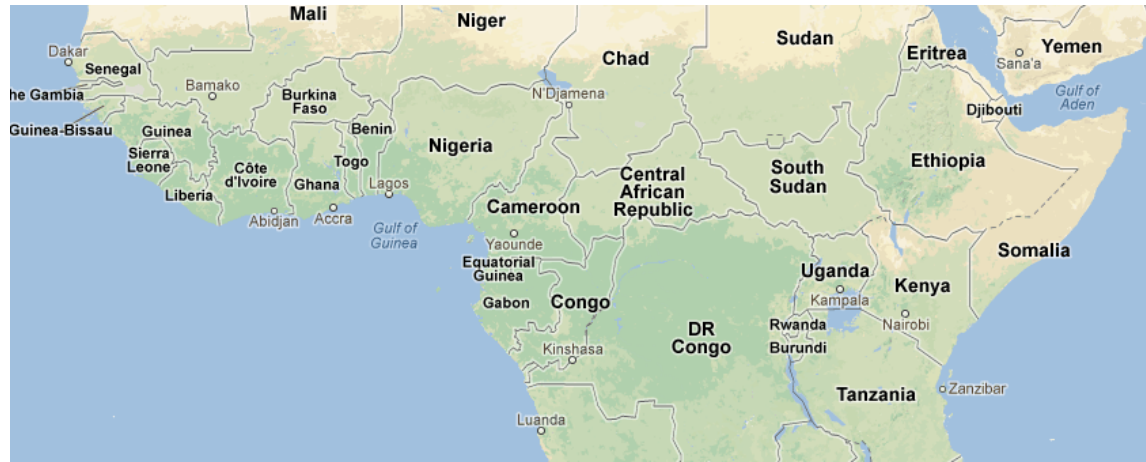 Mali
Niger
Chad
Sudan
Eritrea
Yemen
Sana'a
Dakar
Senegal
Bamako
he Gambia
Burkina
Faso
N'Djamena
Gulf of
Aden
Djibouti
Guinea-Bissau
Guinea
Benin
Nigeria
Ethiopia
Sierra
Leone
Côte
d'Ivoire
Togo
Ghana
Central
African
Republic
South
Sudan
Liberia
Lagos
Abidjan
Accra
Gulf of
Guinea
Cameroon
Yaounde
Somalia
Equatorial
Guinea
Uganda
Kampala
Kenya
Gabon
Congo
Nairobi
DR
Congo
Rwanda
Burundi
Kinshasa
Tanzania
Zanzibar
Luanda